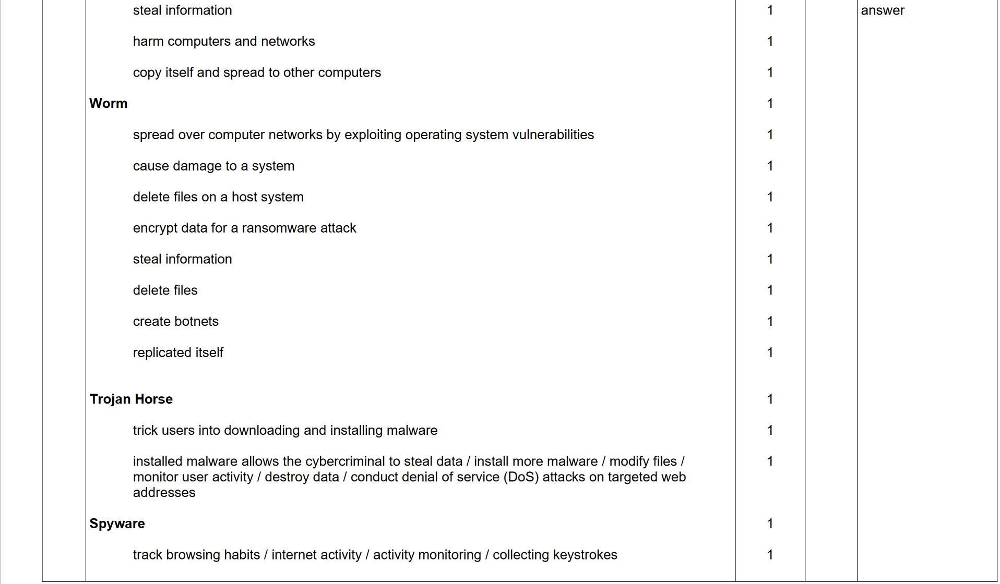 steal information 1 answer
harm computers and networks 1
copy itself and spread to other computers 1
Worm 1
spread over computer networks by exploiting operating system vulnerabilities 1
cause damage to a system 1
delete files on a host system 1
encrypt data for a ransomware attack 1
steal information 1
delete files 1
create botnets 1
replicated itself 1
Trojan Horse 1
trick users into downloading and installing malware 1
installed malware allows the cybercriminal to steal data / install more malware / modify files / 1
monitor user activity / destroy data / conduct denial of service (DoS) attacks on targeted web
addresses
Spyware 1
track browsing habits / internet activity / activity monitoring / collecting keystrokes 1